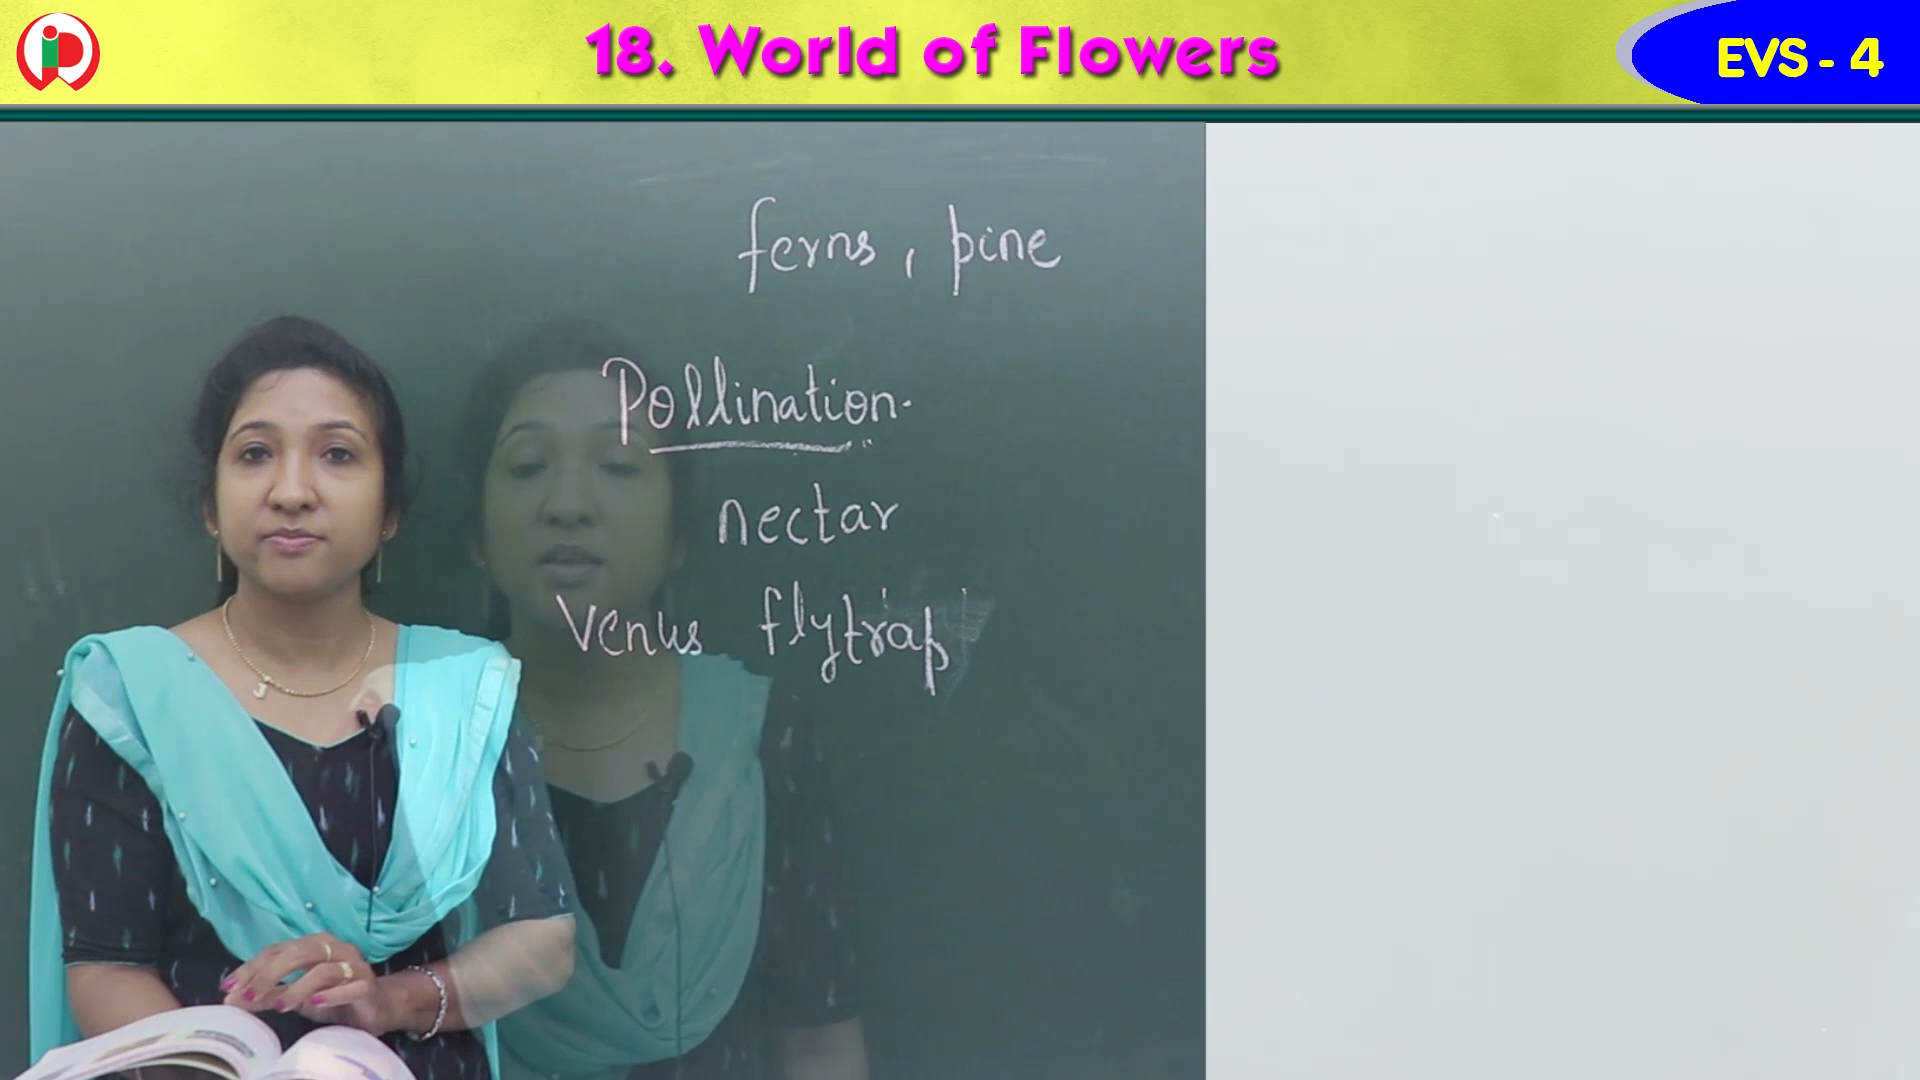 18. World of Flowers
EVS - 4
ferns, pine
Pollination.
nectar
Venus flytrap